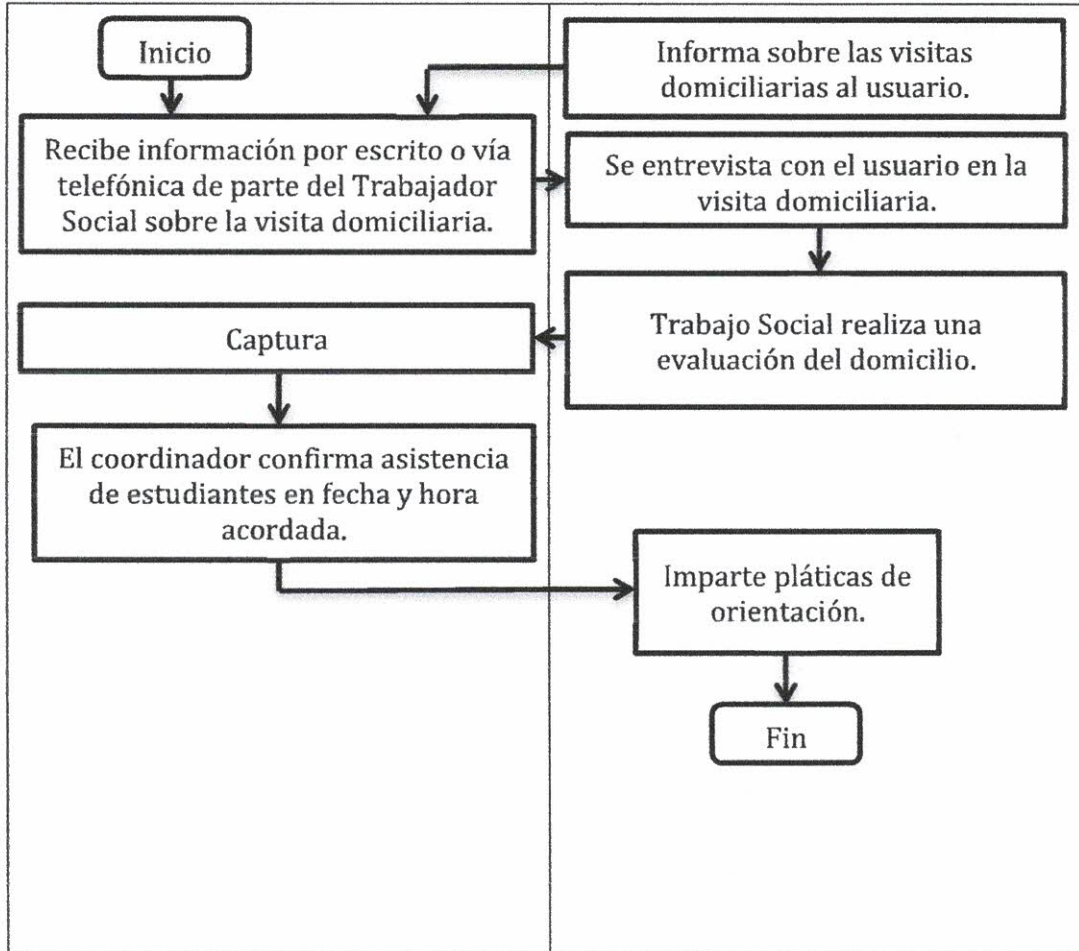 Inicio
Informa sobre las visitas
domiciliarias al usuario.
Recibe información por escrito o vía
telefónica de parte del Trabajador
Social sobre la visita domiciliaria.
Se entrevista con el usuario en la
visita domiciliaria.
Trabajo Social realiza una
evaluación del domicilio.
Captura
El coordinador confirma asistencia
de estudiantes en fecha y hora
acordada.
Imparte pláticas de
orientación.
Fin